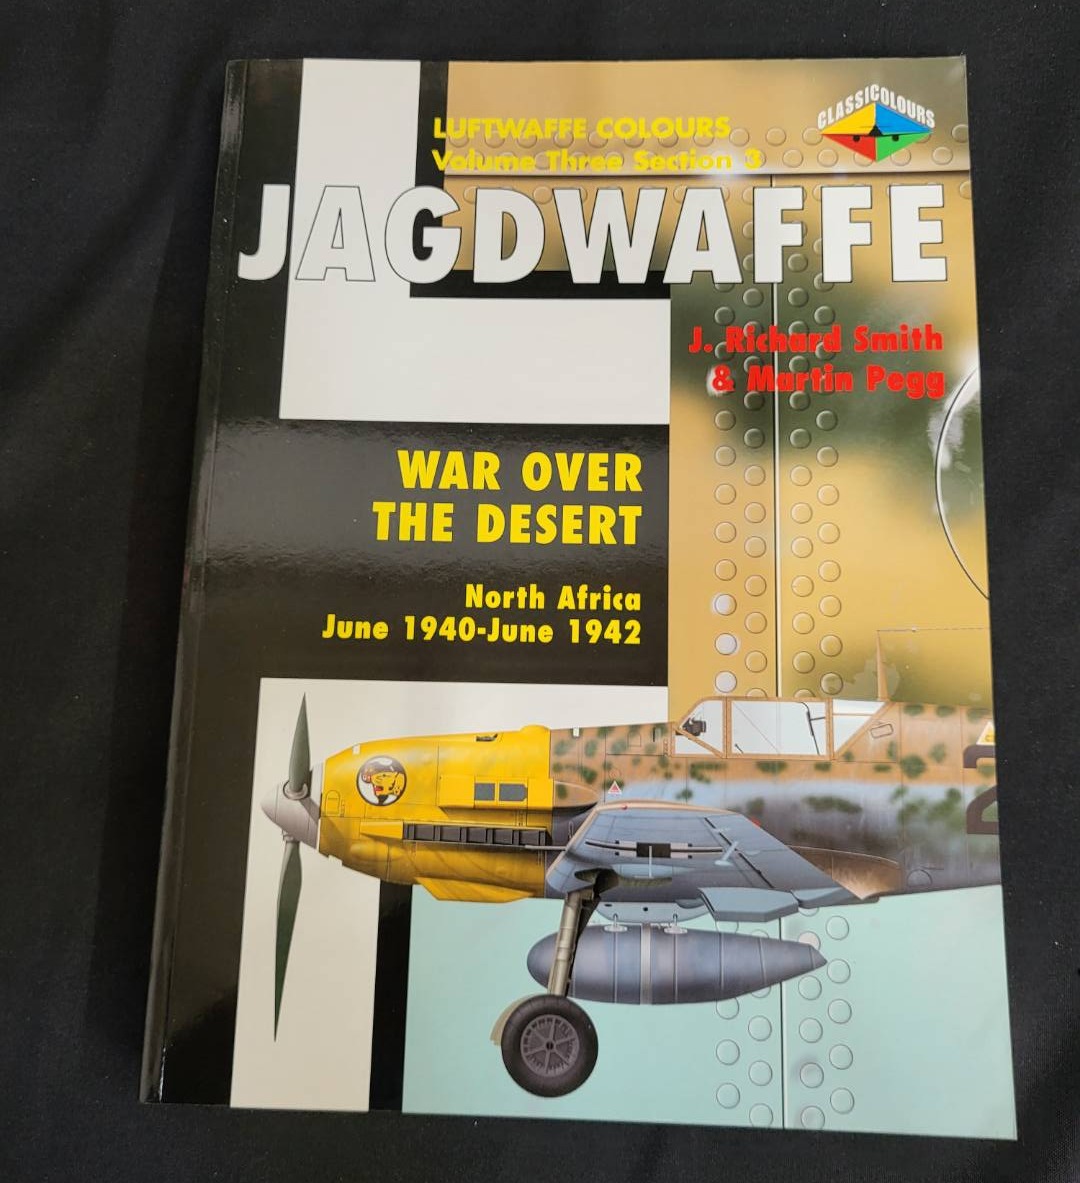 CLASSICOLOURS
LUFTWAFFE COLOURS
Volume Three Section 3
JAGDWAFFE
J. Richard Smith
& Martin Pegg
WAR OVER
THE DESERT
North Africa
June 1940-June 1942